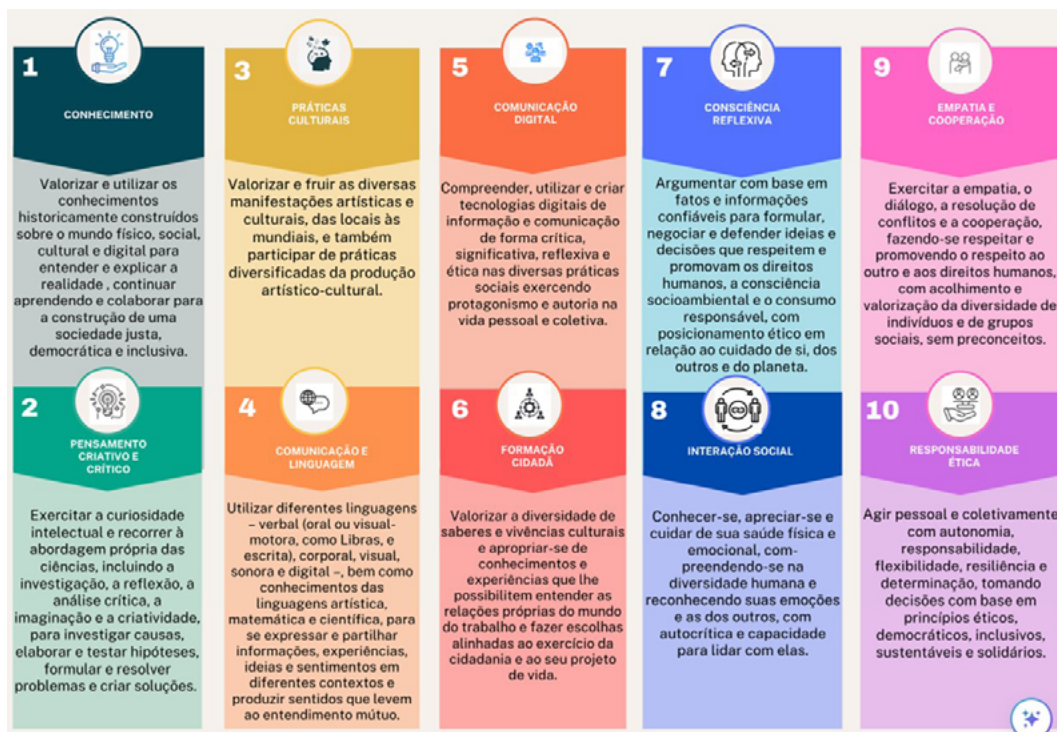 1
CONHECIMENTO
Valorizar e utilizar os
conhecimentos
historicamente construídos
sobre o mundo físico, social,
cultural e digital para
entender e explicar a
realidade , continuar
aprendendo e colaborar para
a construção de uma
sociedade justa,
democrática e inclusiva.
2
PENSAMENTO
CRIATIVO E
CRÍTICO
Exercitar a curiosidade
intelectual e recorrer à
abordagem própria das
ciências, incluindo a
investigação, a reflexão, a
análise crítica, a
imaginação e a criatividade,
para investigar causas,
elaborar e testar hipóteses,
formular e resolver
problemas e criar soluções.
3
PRÁTICAS
CULTURAIS
Valorizar e fruir as diversas
manifestações artísticas e
culturais, das locais às
mundiais, e também
participar de práticas
diversificadas da produção
artístico-cultural.
4
COMUNICAÇÃO E
LINGUAGEM
Utilizar diferentes linguagens
– verbal (oral ou visual-
motora, como Libras, e
escrita), corporal, visual,
sonora e digital –, bem como
conhecimentos das
linguagens artística,
matemática e científica, para
se expressar e partilhar
informações, experiências,
ideias e sentimentos em
diferentes contextos e
produzir sentidos que levem
ao entendimento mútuo.
5
COMUNICAÇÃO
DIGITAL
Compreender, utilizar e criar
tecnologias digitais de
informação e comunicação
de forma crítica,
significativa, reflexiva e
ética nas diversas práticas
sociais exercendo
protagonismo e autoria na
vida pessoal e coletiva.
6
FORMAÇÃO
CIDADÃ
Valorizar a diversidade de
saberes e vivências culturais
e apropriar-se de
conhecimentos e
experiências que lhe
possibilitem entender as
relações próprias do mundo
do trabalho e fazer escolhas
alinhadas ao exercício da
cidadania e ao seu projeto
de vida.
7
CONSCIÊNCIA
REFLEXIVA
Argumentar com base em
fatos e informações
confiáveis para formular,
negociar e defender ideias e
decisões que respeitem e
promovam os direitos
humanos, a consciência
socioambiental e o consumo
responsável, com
posicionamento ético em
relação ao cuidado de si, dos
outros e do planeta.
8
INTERAÇÃO SOCIAL
Conhecer-se, apreciar-se e
cuidar de sua saúde física e
emocional, com-
preendendo-se na
diversidade humana e
reconhecendo suas emoções
e as dos outros, com
autocrítica e capacidade
para lidar com elas.
9
EMPATIA E
COOPERAÇÃO
Exercitar a empatia, o
diálogo, a resolução de
conflitos e a cooperação,
fazendo-se respeitar e
promovendo o respeito ao
outro e aos direitos humanos,
com acolhimento e
valorização da diversidade de
indivíduos e de grupos
sociais, sem preconceitos.
10
RESPONSABILIDADE
ÉTICA
Agir pessoal e coletivamente
com autonomia,
responsabilidade,
flexibilidade, resiliência e
determinação, tomando
decisões com base em
princípios éticos,
democráticos, inclusivos,
sustentáveis e solidários.